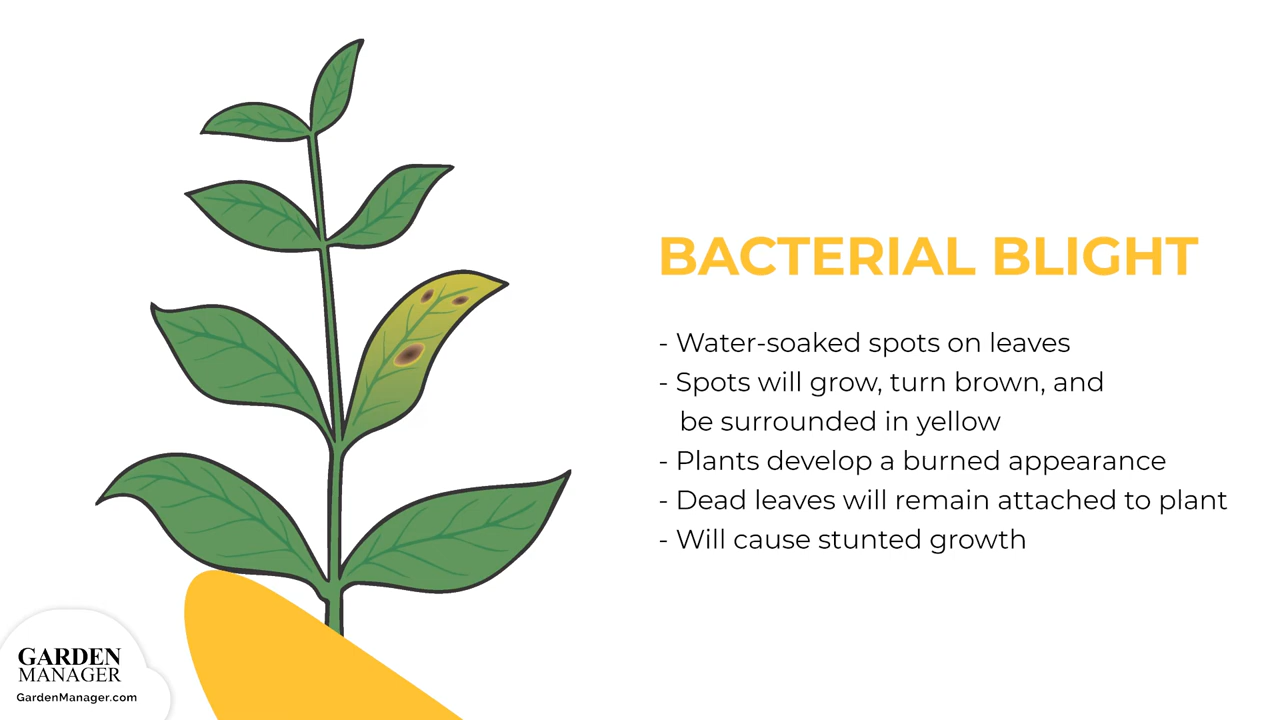 BACTERIAL BLIGHT
- Water-soaked spots on leaves
- Spots will grow, turn brown, and
be surrounded in yellow
- Plants develop a burned appearance
- Dead leaves will remain attached to plant
- Will cause stunted growth
GARDEN
MANAGER
GardenManager.com